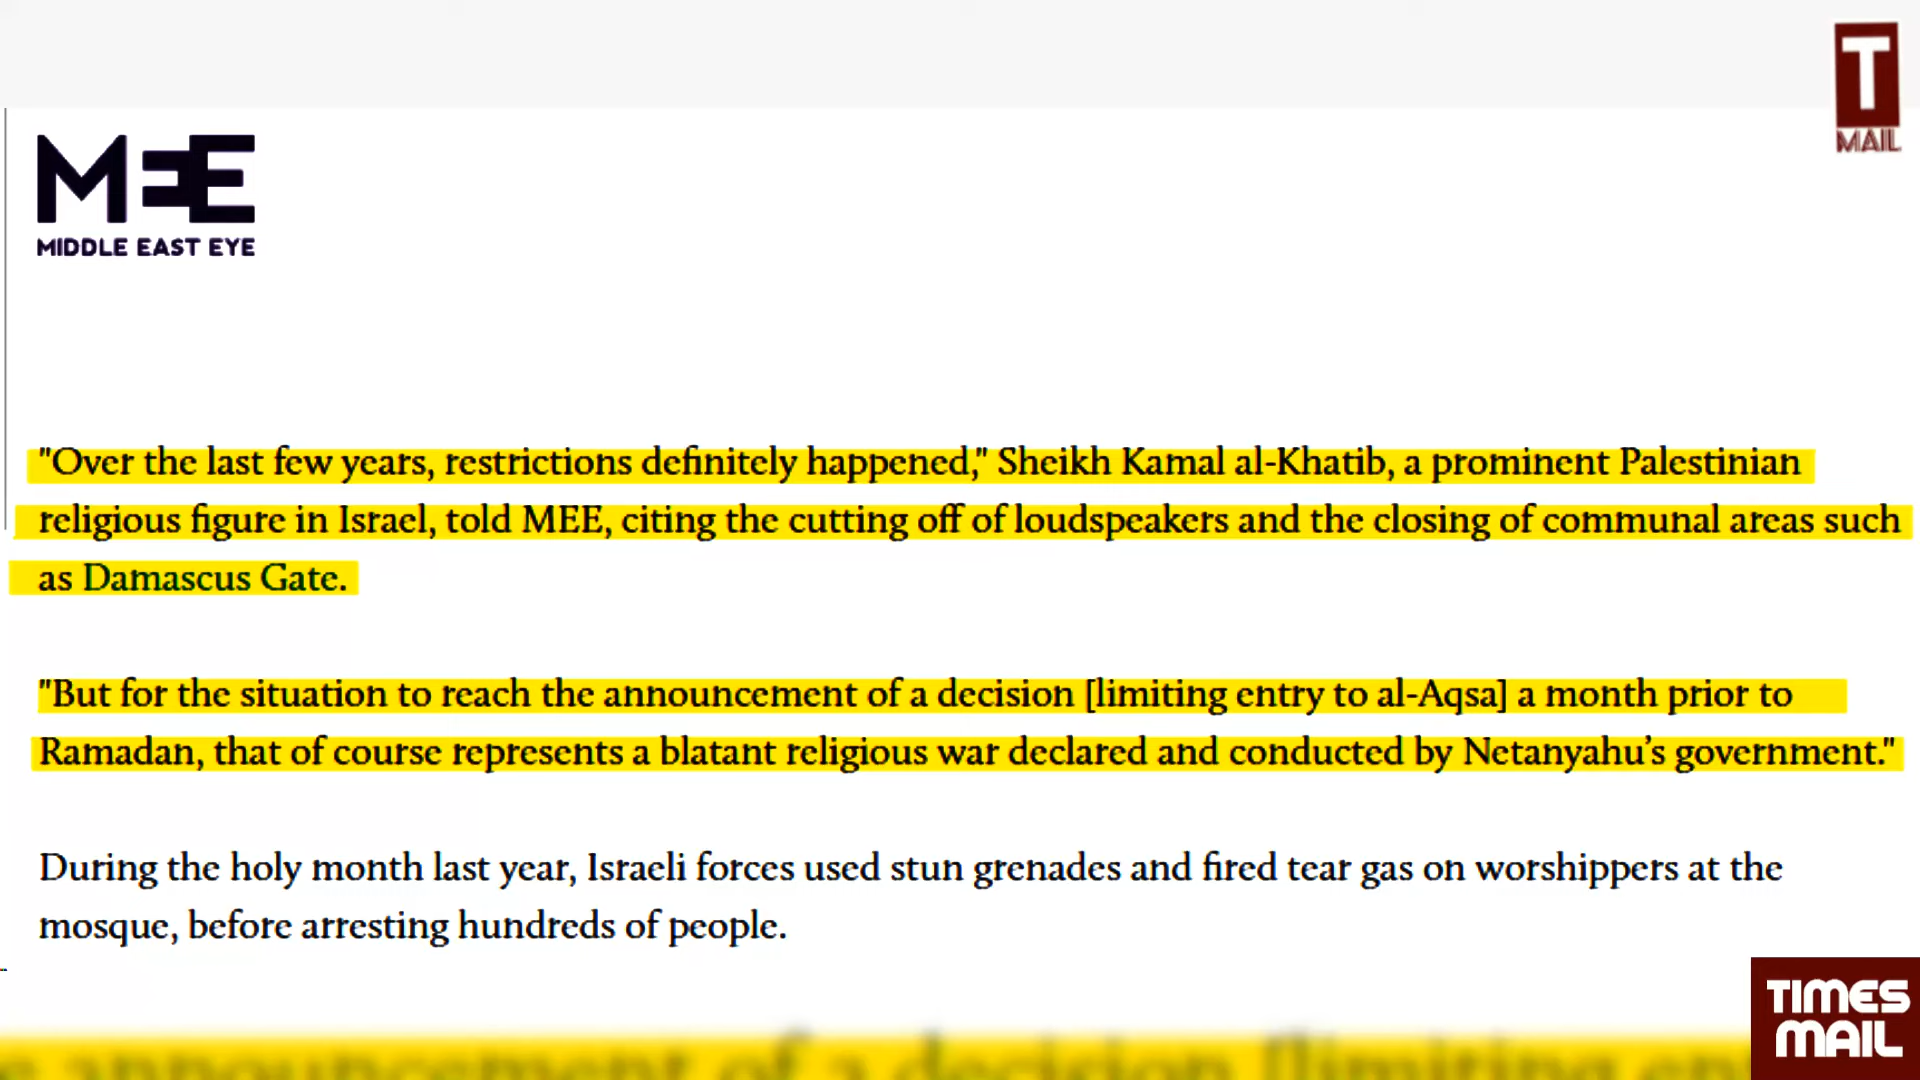 T
MAIL
MEE
MIDDLE EAST EYE
"Over the last few years, restrictions definitely happened," Sheikh Kamal al-Khatib, a prominent Palestinian
religious figure in Israel, told MEE, citing the cutting off of loudspeakers and the closing of communal areas such
as Damascus Gate.
"But for the situation to reach the announcement of a decision [limiting entry to al-Aqsa] a month prior to
Ramadan, that of course represents a blatant religious war declared and conducted by Netanyahu’s government."
During the holy month last year, Israeli forces used stun grenades and fired tear gas on worshippers at the
mosque, before arresting hundreds of people.
TIMES
MAIL
announcement of a decision [limiting